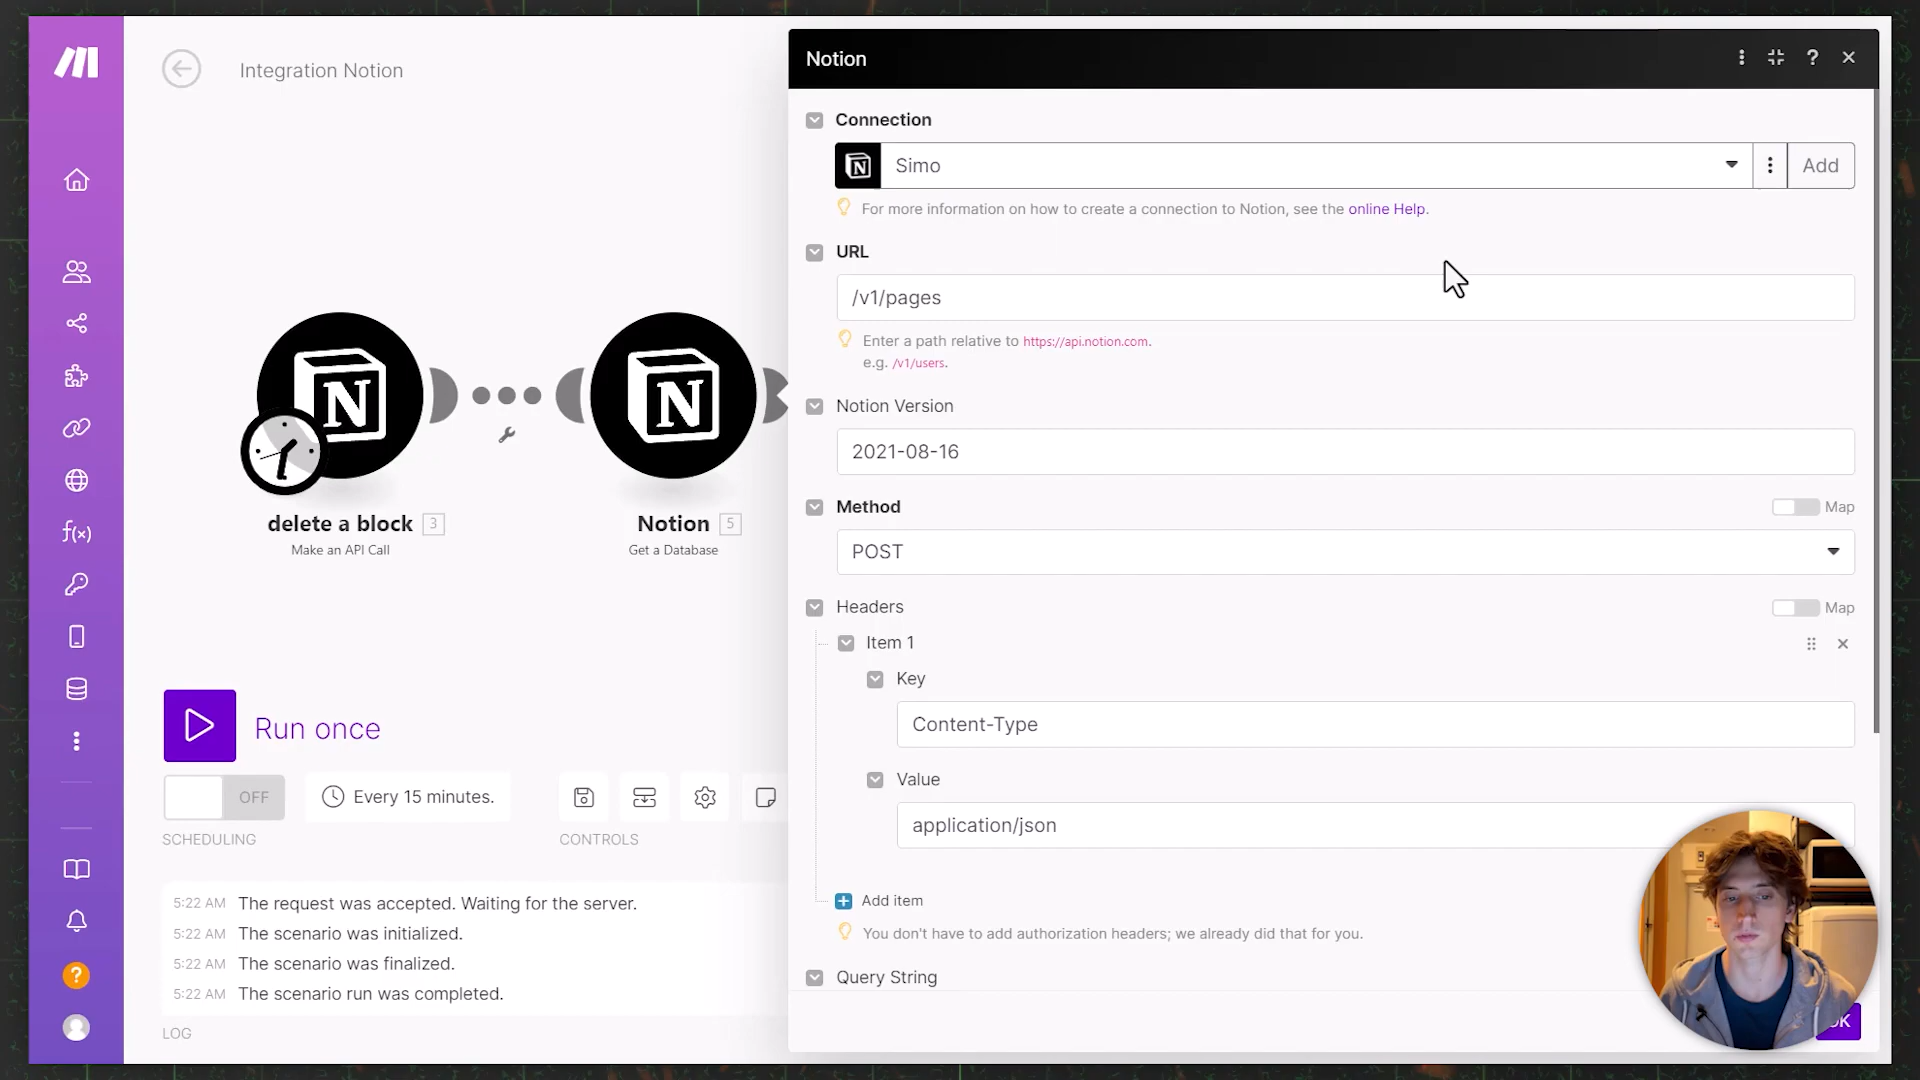 Integration Notion
N
N
delete a block 3
Make an API Call
Notion 5
Get a Database
Run once
OFF
Every 15 minutes.
SCHEDULING
CONTROLS
5:22 AM The request was accepted. Waiting for the server.
5:22 AM The scenario was initialized.
5:22 AM The scenario was finalized.
5:22 AM The scenario run was completed.
LOG
f(x)
?
Notion
?
Connection
N
Simo
Add
For more information on how to create a connection to Notion, see the online Help.
URL
/v1/pages
Enter a path relative to https://api.notion.com.
e.g. /v1/users.
Notion Version
2021-08-16
Method
Map
POST
Headers
Map
Item 1
Key
Content-Type
Value
application/json
Add item
You don't have to add authorization headers; we already did that for you.
Query String